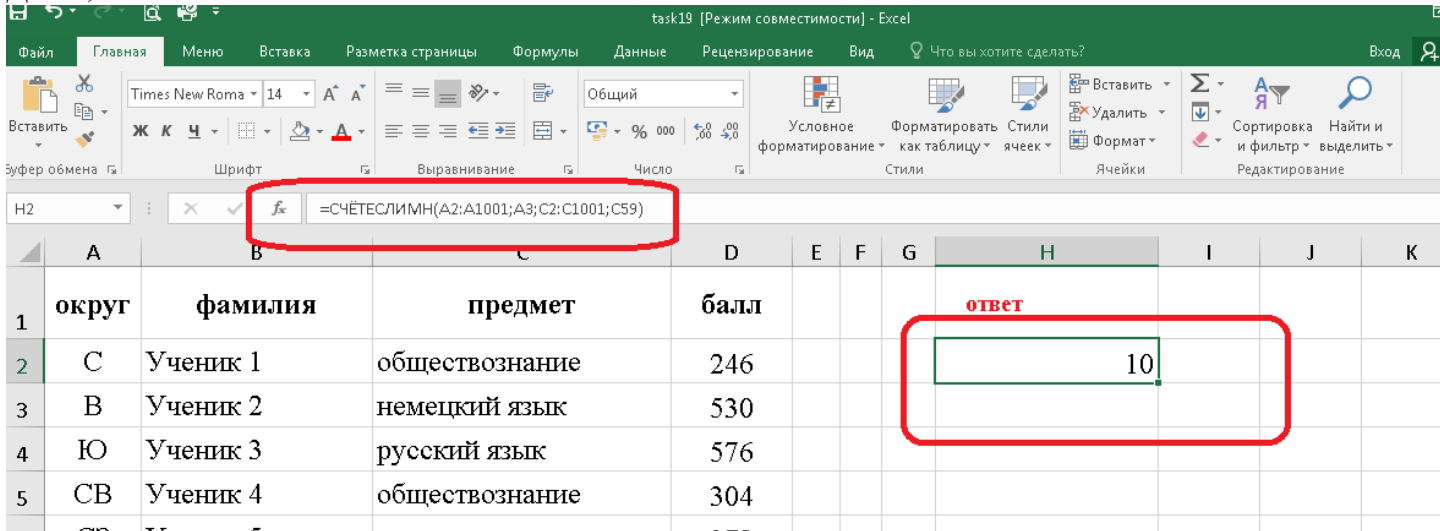 task19 [Режим совместимости] - Excel
Файл Главная Меню Вставка Разметка страницы Формулы Данные Рецензирование Вид Что вы хотите сделать? Вход
Times New Roma 14 Общий
Вставить Ж К Ч % 000
Условное форматирование
Форматировать как таблицу
Стили ячеек
Вставить
Удалить
Формат
Сортировка и фильтр
Найти и выделить
Буфер обмена Шрифт Выравнивание Число Стили Ячейки Редактирование
H2 fx =СЧЁТЕСЛИМН(A2:A1001;A3;C2:C1001;C59)
A B C D E F G H I J K
1 округ фамилия предмет балл ответ
2 С Ученик 1 обществознание 246 10
3 В Ученик 2 немецкий язык 530
4 Ю Ученик 3 русский язык 576
5 СВ Ученик 4 обществознание 304